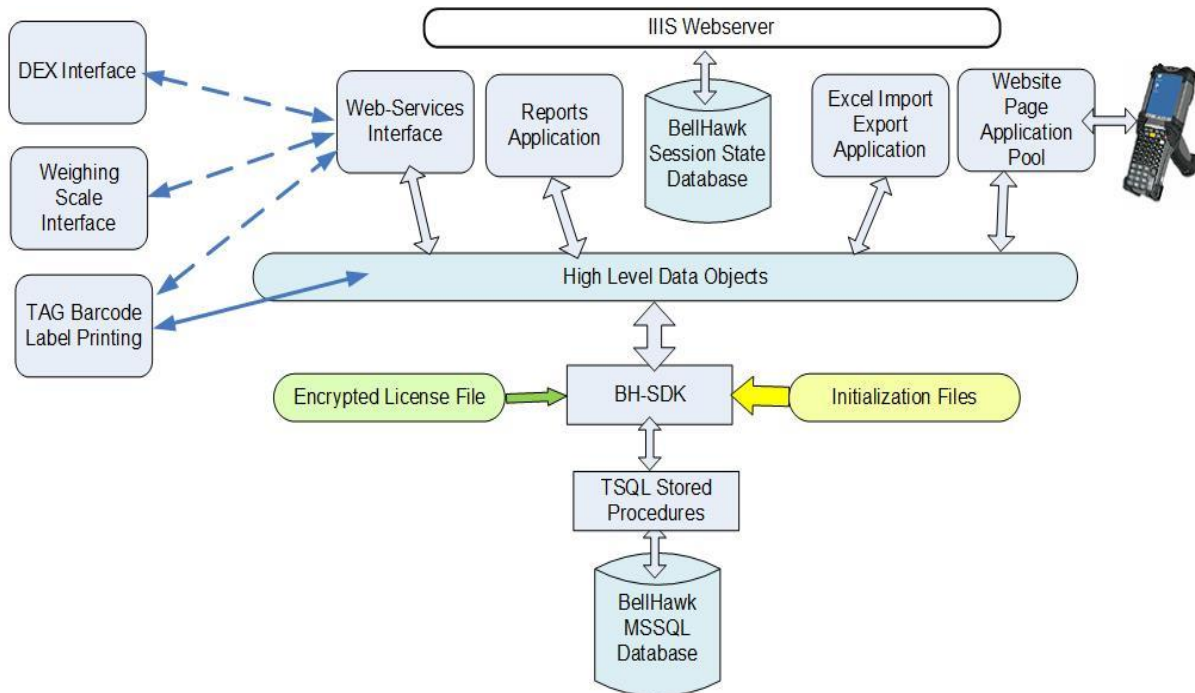 IIIS Webserver
DEX Interface
Web-Services
Interface
Reports
Application
BellHawk
Session State
Database
Excel Import
Export
Application
Website
Page
Application
Pool
Weighing
Scale
Interface
TAG Barcode
Label Printing
High Level Data Objects
Encrypted License File
BH-SDK
Initialization Files
TSQL Stored
Procedures
BellHawk
MSSQL
Database